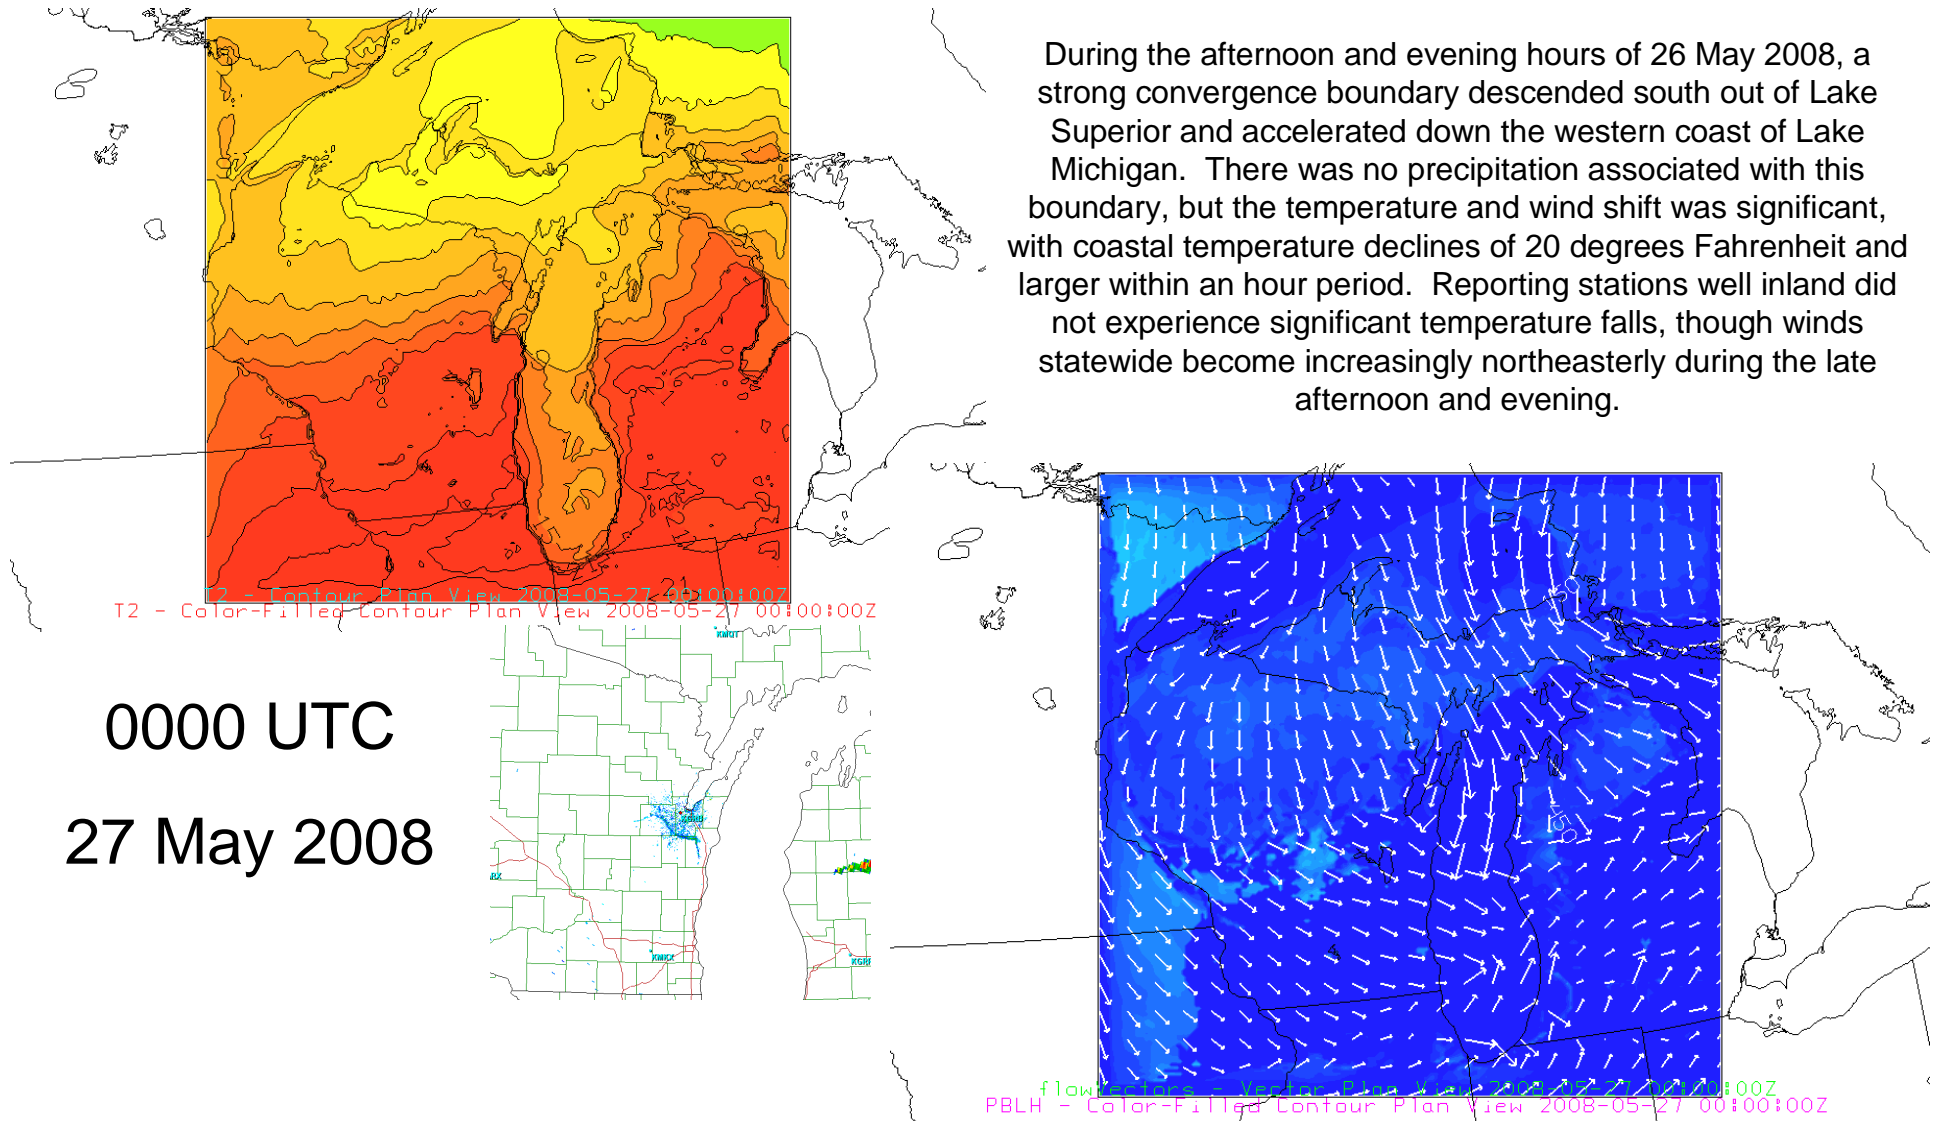 During the afternoon and evening hours of 26 May 2008, a
strong convergence boundary descended south out of Lake
Superior and accelerated down the western coast of Lake
Michigan.  There was no precipitation associated with this
boundary, but the temperature and wind shift was significant,
with coastal temperature declines of 20 degrees Fahrenheit and
larger within an hour period.  Reporting stations well inland did
not experience significant temperature falls, though winds
statewide become increasingly northeasterly during the late
afternoon and evening.
21
T2 - Contour Plan View 2008-05-27 00:00:00Z
T2 - Color-Filled Contour Plan View 2008-05-27 00:00:00Z
KMQT
0000 UTC
27 May 2008
KGRB
KMKX
flowVectors - Vector Plan View 2008-05-27 00:00:00Z
PBLH - Color-Filled Contour Plan View 2008-05-27 00:00:00Z